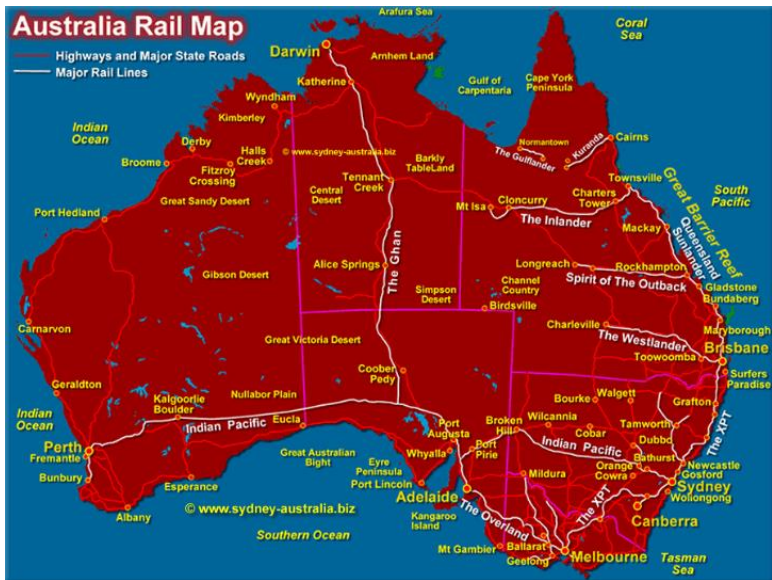 Australia Rail Map
Highways and Major State Roads
Major Rail Lines
Arafura Sea
Coral
Sea
Darwin
Arnhem Land
Katherine
Gulf of
Carpentaria
Cape York
Peninsula
Wyndham
Kimberley
Indian
Ocean
Derby
Halls
Creek
Broome
Fitzroy
Crossing
© www.sydney-australia.biz
Normantown
The Gulflander
Kuranda
Cairns
Barkly
TableLand
Tennant
Creek
Central
Desert
Great Sandy Desert
Townsville
Charters
Tower
Mt Isa
Cloncurry
The Inlander
South
Pacific
Great Barrier Reef
Port Hedland
Mackay
Queensland
Sunlander
Gibson Desert
Alice Springs
The Ghan
Simpson
Desert
Channel
Country
Birdsville
Longreach
Rockhampton
Spirit of The Outback
Gladstone
Bundaberg
Maryborough
Carnarvon
Great Victoria Desert
Charleville
The Westlander
Toowoomba
Brisbane
Surfers
Paradise
Geraldton
Coober
Pedy
Nullabor Plain
Kalgoorlie
Boulder
Indian Pacific
Eucla
Indian
Ocean
Perth
Fremantle
Bunbury
Albany
Esperance
Great Australian
Bight
Port
Augusta
Whyalla
Eyre
Peninsula
Port Lincoln
Port
Pirie
Broken
Hill
Wilcannia
Bourke
Walgett
Cobar
Grafton
Tamworth
Dubbo
Bathurst
Orange
Cowra
Indian Pacific
The XPT
Newcastle
Gosford
Sydney
Wollongong
Canberra
Mildura
The XPT
Adelaide
Kangaroo
Island
The Overland
Mt Gambier
Ballarat
Geelong
Melbourne
Tasman
Sea
© www.sydney-australia.biz
Southern Ocean